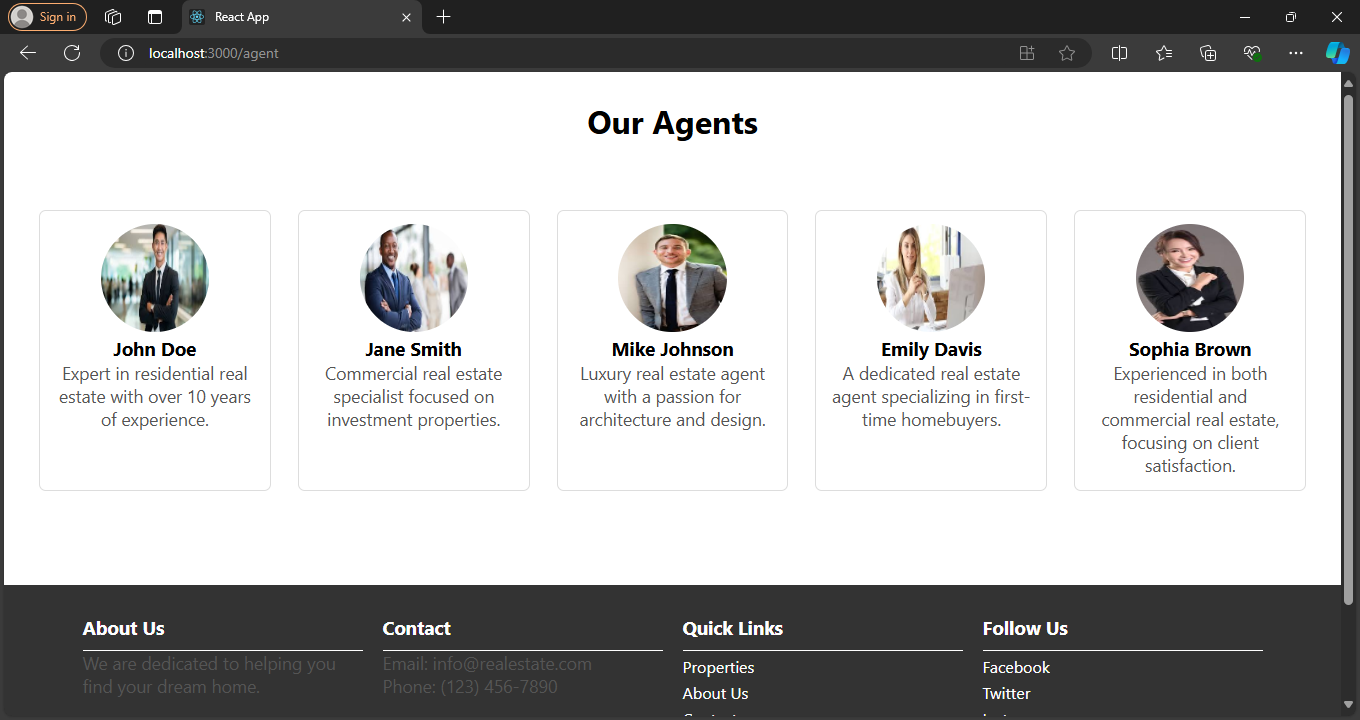 Sign in
React App
localhost:3000/agent
Our Agents
John Doe
Expert in residential real
estate with over 10 years
of experience.
Jane Smith
Commercial real estate
specialist focused on
investment properties.
Mike Johnson
Luxury real estate agent
with a passion for
architecture and design.
Emily Davis
A dedicated real estate
agent specializing in first-
time homebuyers.
Sophia Brown
Experienced in both
residential and
commercial real estate,
focusing on client
satisfaction.
About Us
We are dedicated to helping you
find your dream home.
Contact
Email: info@realestate.com
Phone: (123) 456-7890
Quick Links
Properties
About Us
Follow Us
Facebook
Twitter